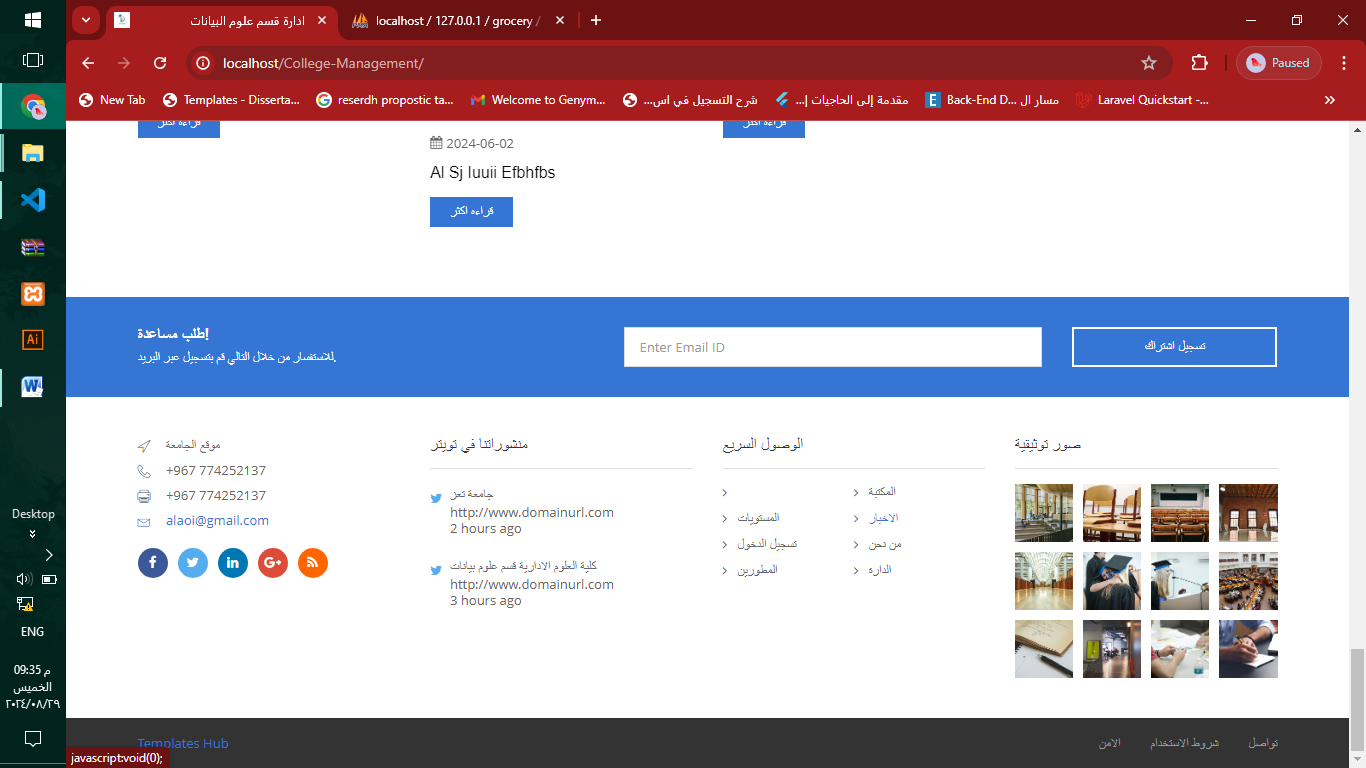 ادارة قسم علوم البيانات
localhost / 127.0.0.1 / grocery /
localhost/College-Management/
Paused
New Tab
Templates - Disserta...
reserdh propostic ta...
Welcome to Genym...
شرح التسجيل في اس...
مقدمة إلى الحاجيات |...
Back-End D... مسار ال
Laravel Quickstart -...
قراءه اكثر
قراءه اكثر
2024-06-02
Al Sj Iuuii Efbhfbs
قراءه اكثر
طلب مساعدة!
للاستفسار من خلال التالي قم بتسجيل عبر البريد.
Enter Email ID
تسجيل اشتراك
موقع الجامعة
+967 774252137
+967 774252137
alaoi@gmail.com
منشوراتنا في تويتر
جامعة تعز
http://www.domainurl.com
2 hours ago
كلية العلوم الادارية قسم علوم بيانات
http://www.domainurl.com
3 hours ago
الوصول السريع
المكتبة
المستويات
الاخبار
تسجيل الدخول
من نحن
المطورين
الدارة
صور توثيقية
Templates Hub
الامن
شروط الاستخدام
تواصل
javascript:void(0);
Desktop
ENG
09:35 م
الخميس
٢٠٢٤/٠٨/٢٩